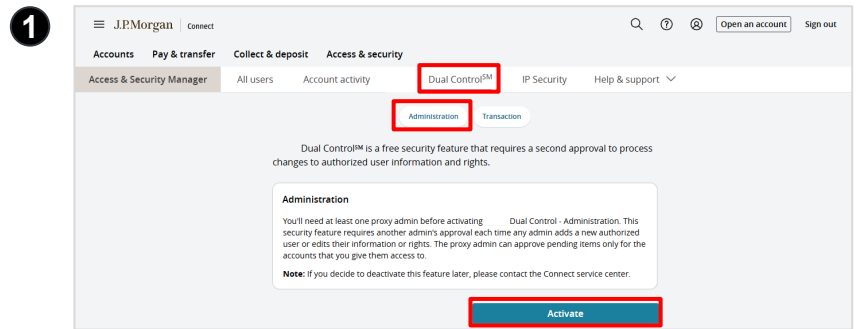 1
J.P.Morgan | Connect
Open an account Sign out
Accounts Pay & transfer Collect & deposit Access & security
Access & Security Manager All users Account activity Dual Control℠ IP Security Help & support
Administration Transaction
Dual Control℠ is a free security feature that requires a second approval to process
changes to authorized user information and rights.
Administration
You'll need at least one proxy admin before activating Dual Control - Administration. This
security feature requires another admin's approval each time any admin adds a new authorized
user or edits their information or rights. The proxy admin can approve pending items only for the
accounts that you give them access to.
Note: If you decide to deactivate this feature later, please contact the Connect service center.
Activate